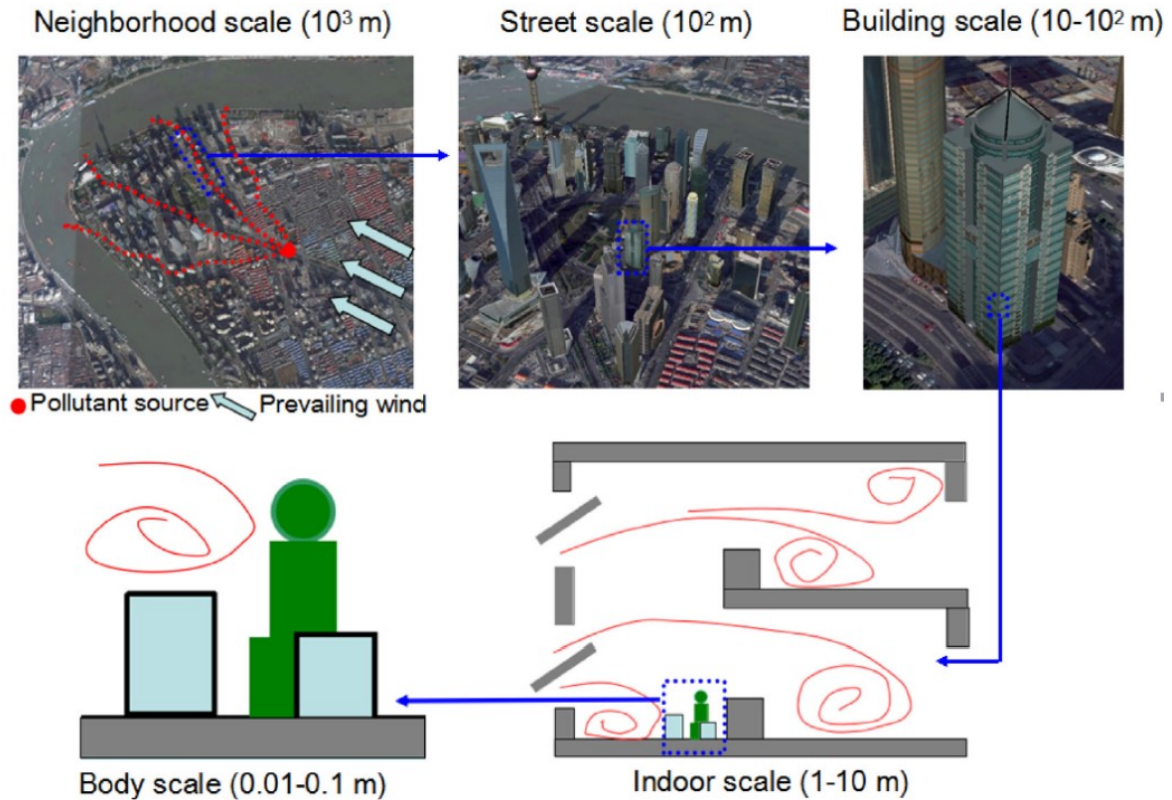 Neighborhood scale (10³ m)
Street scale (10² m)
Building scale (10-10² m)
Pollutant source
Prevailing wind
Body scale (0.01-0.1 m)
Indoor scale (1-10 m)